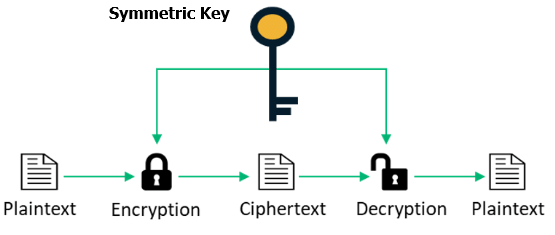 Symmetric Key
Plaintext
Encryption
Ciphertext
Decryption
Plaintext